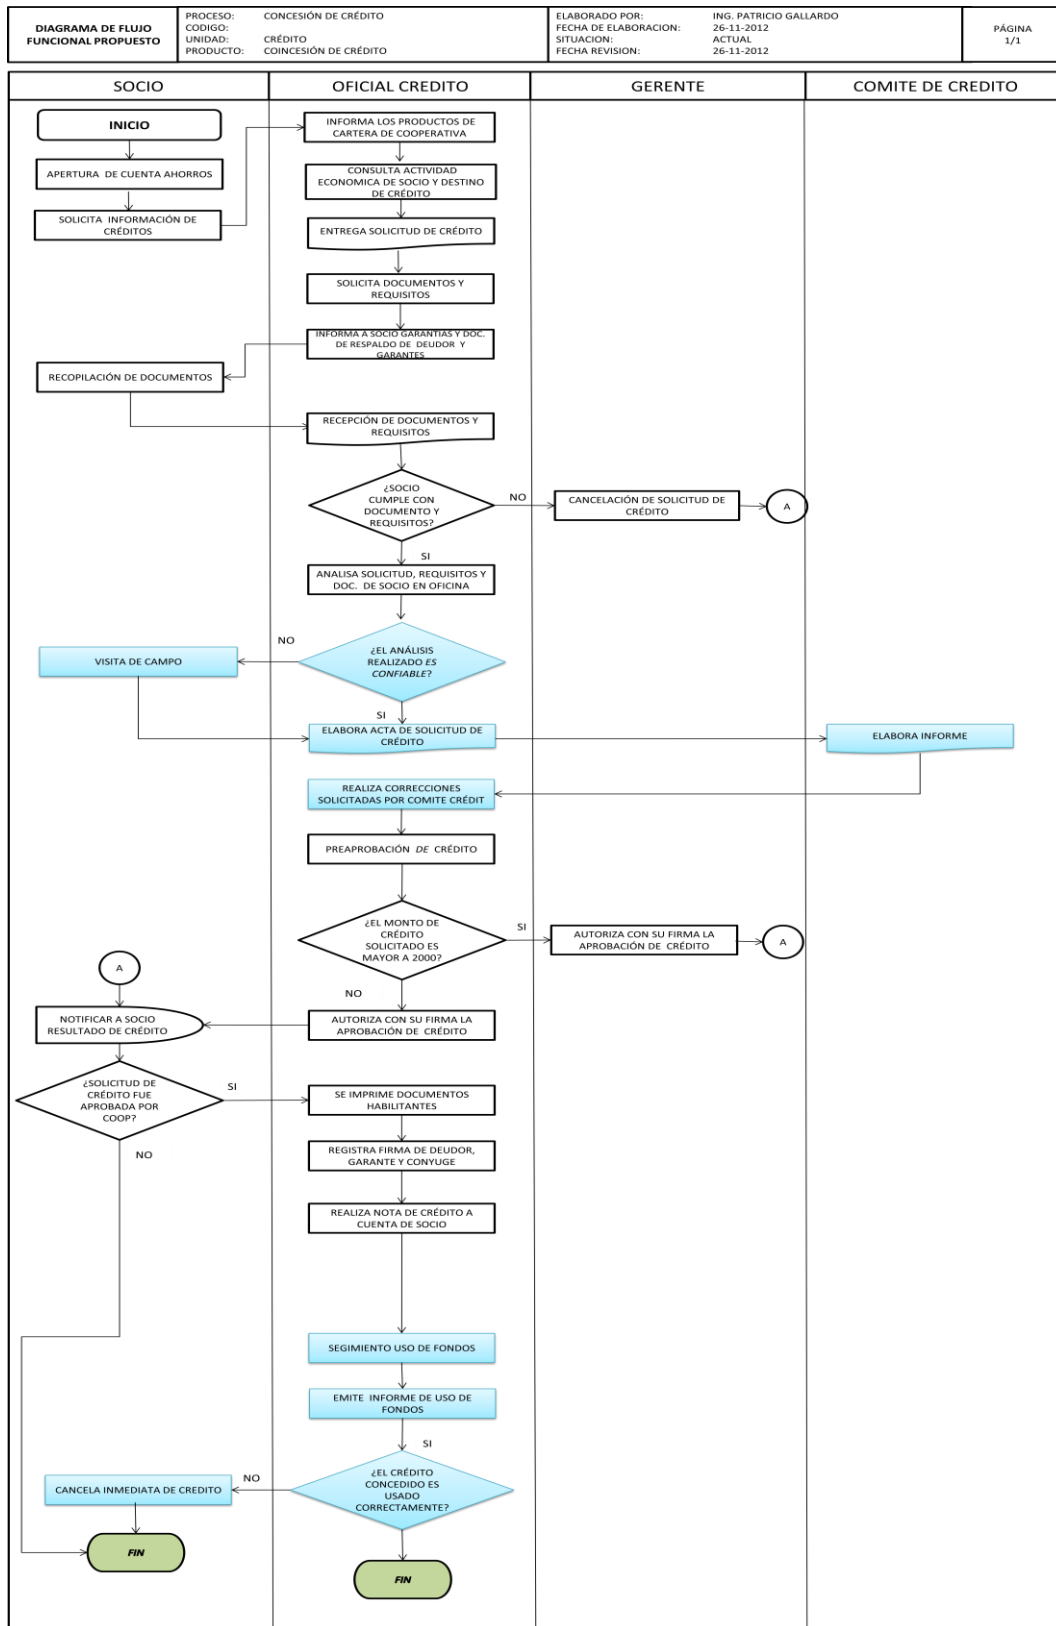 DIAGRAMA DE FLUJO
FUNCIONAL PROPUESTO
PROCESO: CONCESIÓN DE CRÉDITO
CODIGO:
UNIDAD: CRÉDITO
PRODUCTO: COINCESIÓN DE CRÉDITO
ELABORADO POR: ING. PATRICIO GALLARDO
FECHA DE ELABORACION: 26-11-2012
SITUACION: ACTUAL
FECHA REVISION: 26-11-2012
PÁGINA
1/1
SOCIO
OFICIAL CREDITO
GERENTE
COMITE DE CREDITO
INICIO
APERTURA DE CUENTA AHORROS
SOLICITA INFORMACIÓN DE
CRÉDITOS
INFORMA LOS PRODUCTOS DE
CARTERA DE COOPERATIVA
CONSULTA ACTIVIDAD
ECONOMICA DE SOCIO Y DESTINO
DE CRÉDITO
ENTREGA SOLICITUD DE CRÉDITO
SOLICITA DOCUMENTOS Y
REQUISITOS
INFORMA A SOCIO GARANTIAS Y DOC.
DE RESPALDO DE DEUDOR Y
GARANTES
RECOPILACIÓN DE DOCUMENTOS
RECEPCIÓN DE DOCUMENTOS Y
REQUISITOS
¿SOCIO
CUMPLE CON
DOCUMENTO Y
REQUISITOS?
NO
CANCELACIÓN DE SOLICITUD DE
CRÉDITO
A
SI
ANALISA SOLICITUD, REQUISITOS Y
DOC. DE SOCIO EN OFICINA
¿EL ANÁLISIS
REALIZADO ES
CONFIABLE?
NO
VISITA DE CAMPO
SI
ELABORA ACTA DE SOLICITUD DE
CRÉDITO
ELABORA INFORME
REALIZA CORRECCIONES
SOLICITADAS POR COMITE CRÉDIT
PREAPROBACIÓN DE CRÉDITO
¿EL MONTO DE
CRÉDITO
SOLICITADO ES
MAYOR A 2000?
SI
AUTORIZA CON SU FIRMA LA
APROBACIÓN DE CRÉDITO
A
A
NO
AUTORIZA CON SU FIRMA LA
APROBACIÓN DE CRÉDITO
NOTIFICAR A SOCIO
RESULTADO DE CRÉDITO
¿SOLICITUD DE
CRÉDITO FUE
APROBADA POR
COOP?
SI
NO
SE IMPRIME DOCUMENTOS
HABILITANTES
REGISTRA FIRMA DE DEUDOR,
GARANTE Y CONYUGE
REALIZA NOTA DE CRÉDITO A
CUENTA DE SOCIO
SEGIMIENTO USO DE FONDOS
EMITE INFORME DE USO DE
FONDOS
SI
¿EL CRÉDITO
CONCEDIDO ES
USADO
CORRECTAMENTE?
NO
CANCELA INMEDIATA DE CREDITO
FIN
FIN